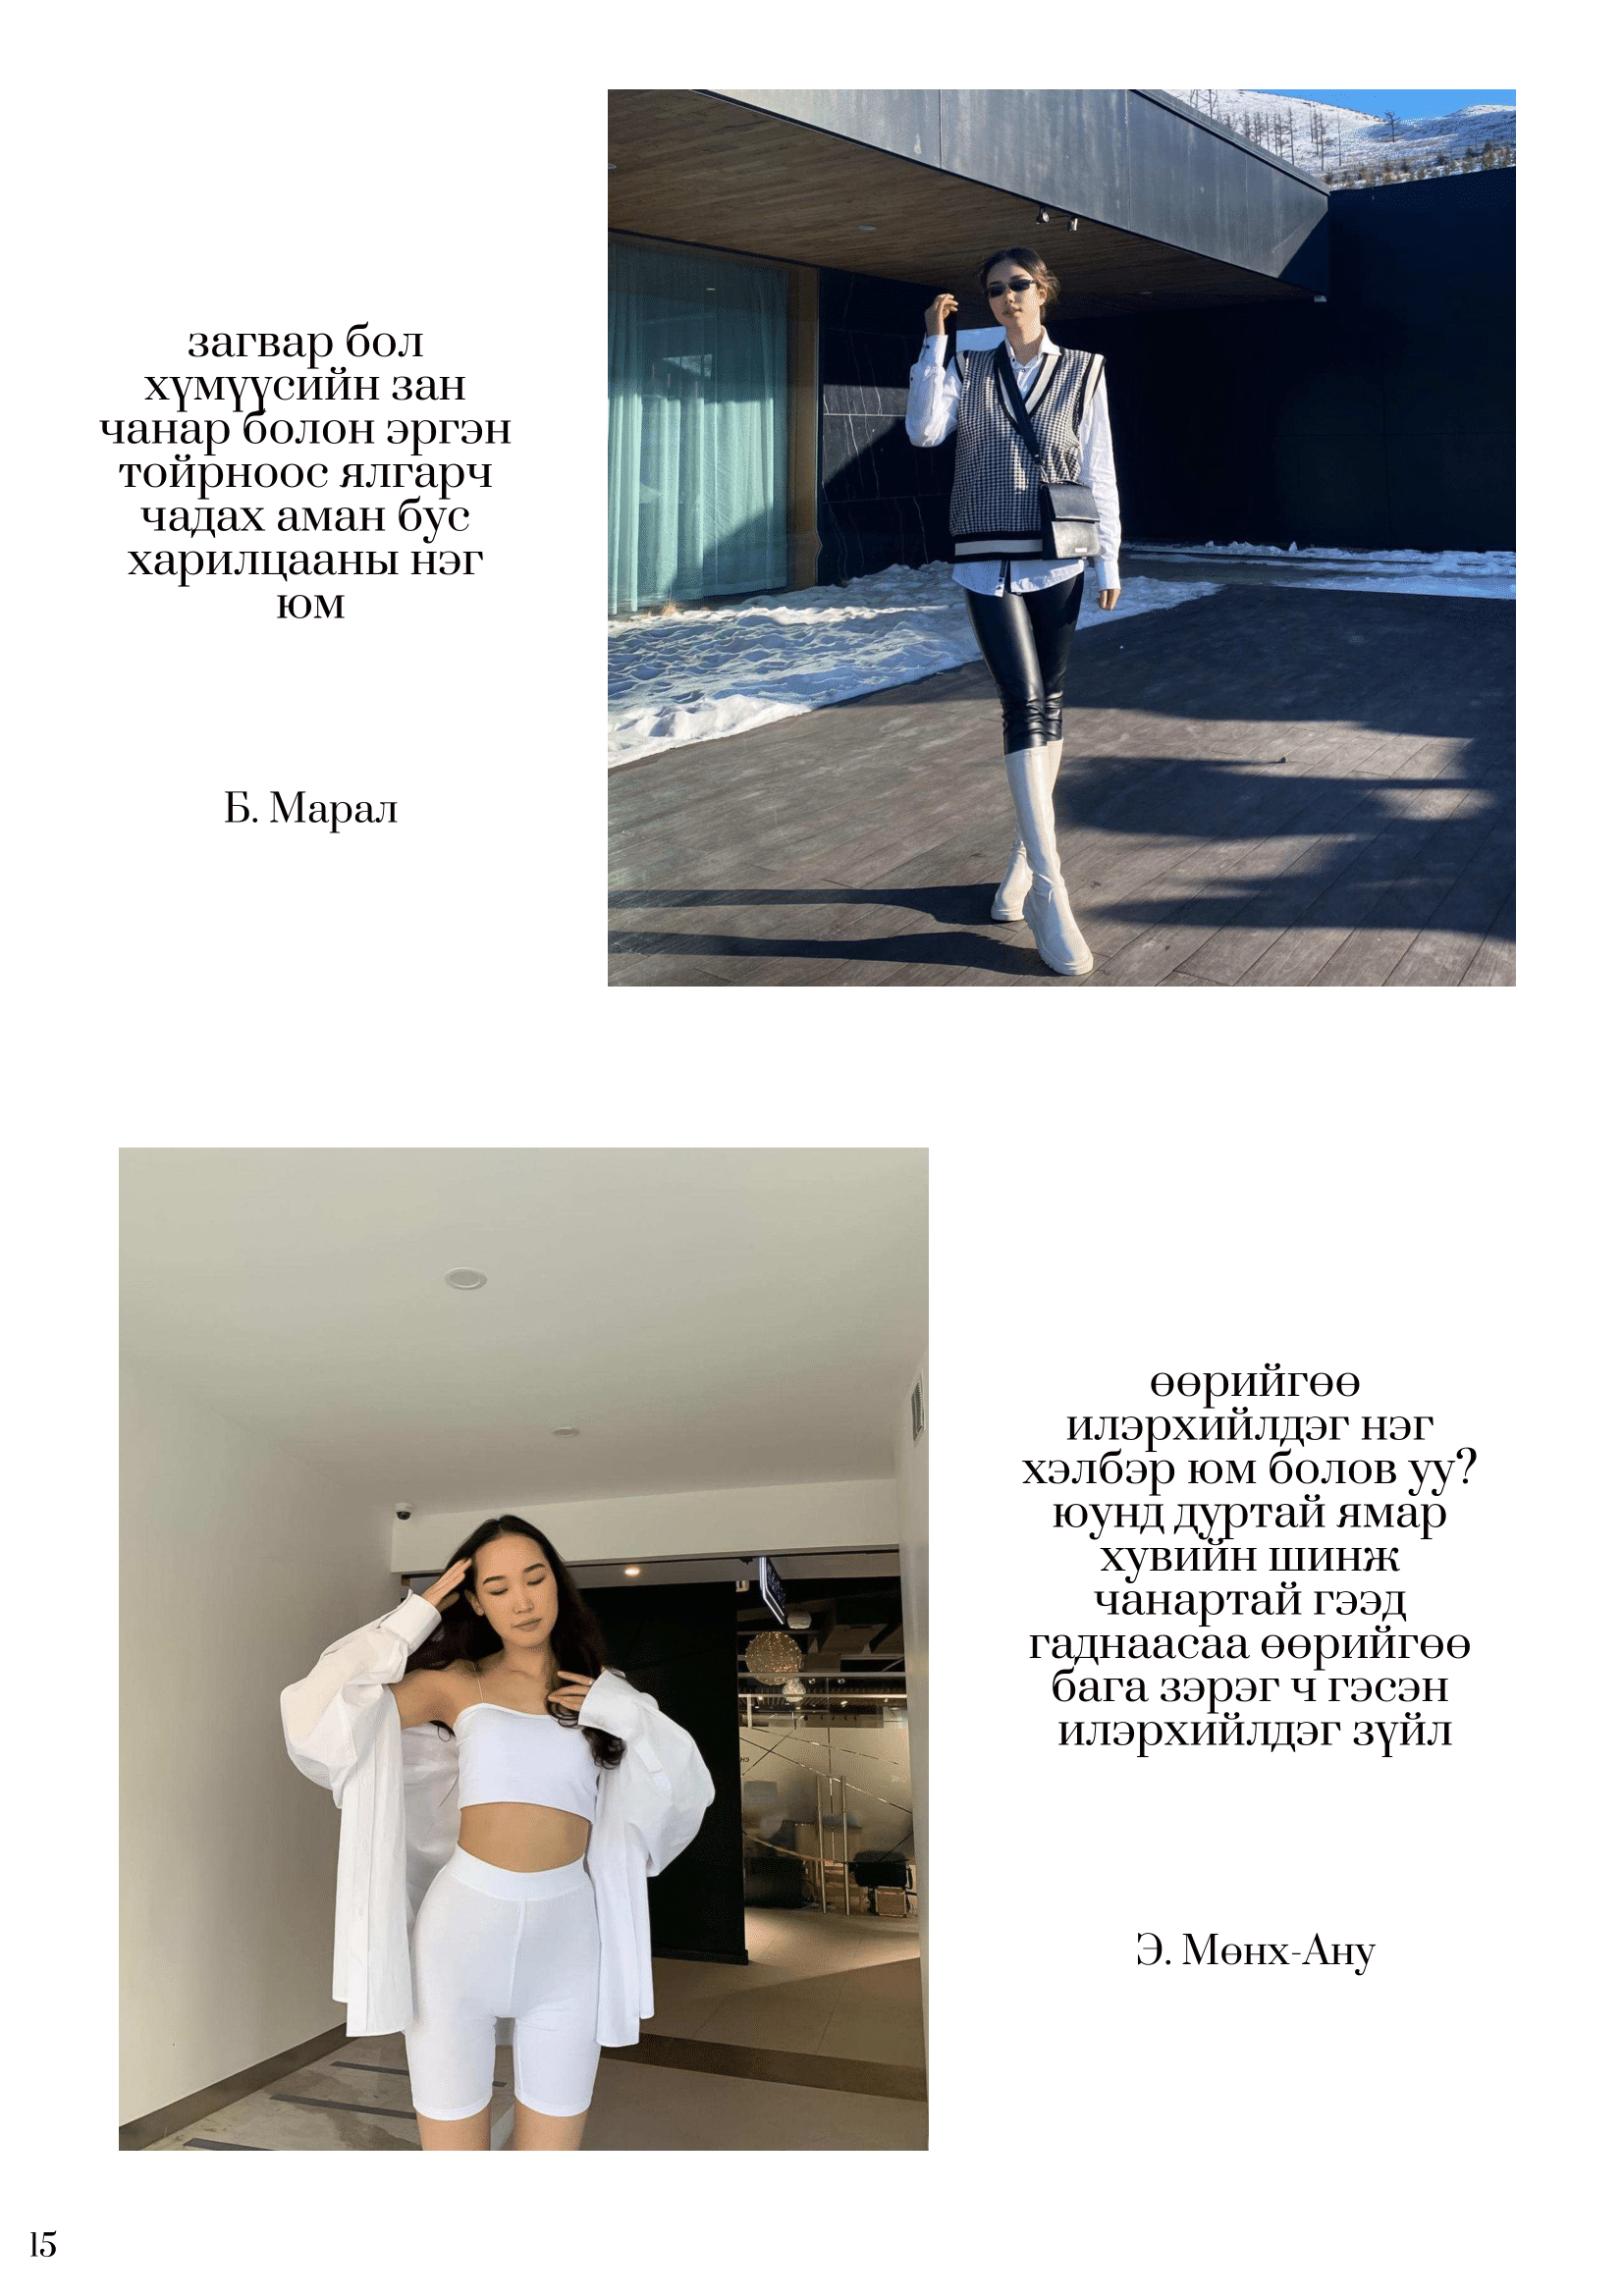 загвар бол
хүмүүсийн зан
чанар болон эргэн
тойрноос ялгарч
чадах аман бус
харилцааны нэг
юм
Б. Марал
өөрийгөө
илэрхийлдэг нэг
хэлбэр юм болов уу?
юунд дуртай ямар
хувийн шинж
чанартай гээд
гаднаасаа өөрийгөө
бага зэрэг ч гэсэн
илэрхийлдэг зүйл
Э. Мөнх-Ану
15